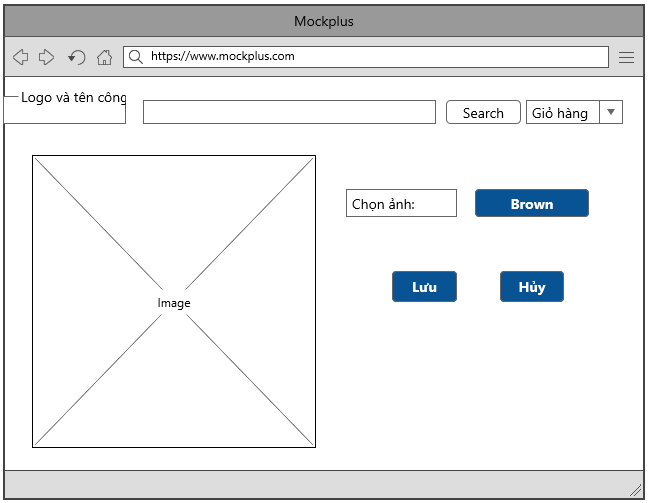 Mockplus
https://www.mockplus.com
Logo và tên công
Search
Giỏ hàng
Chọn ảnh:
Brown
Lưu
Hủy
Image